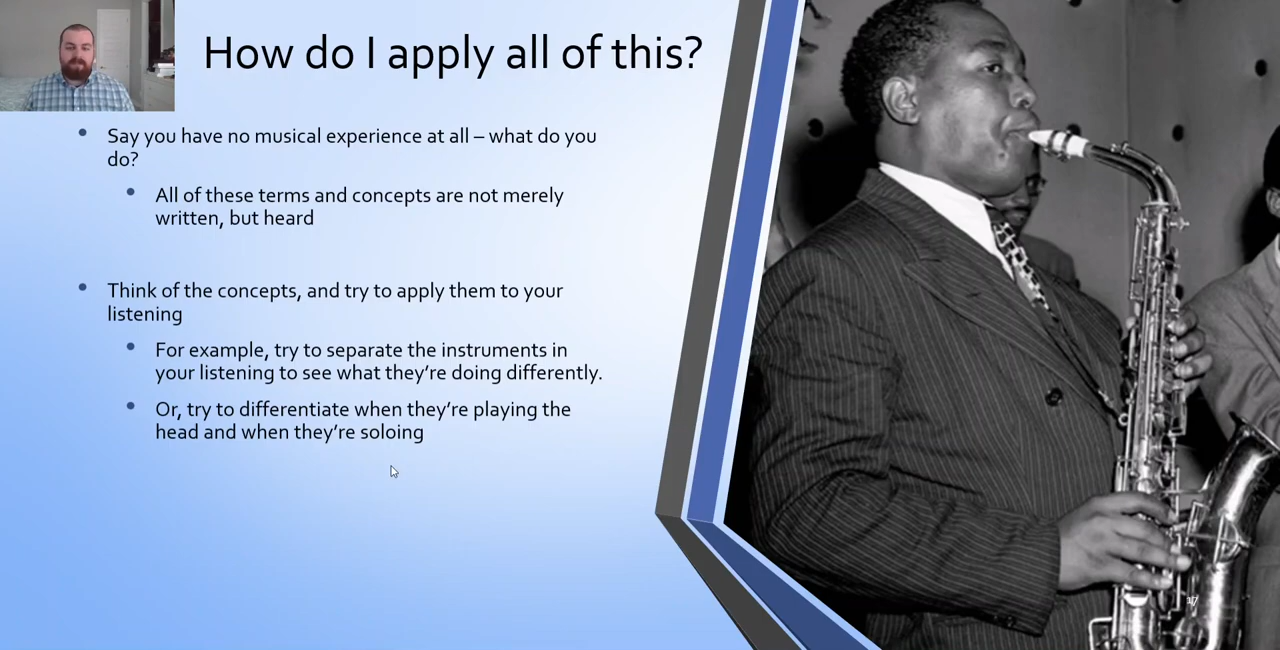 How do I apply all of this?
Say you have no musical experience at all – what do you
do?
All of these terms and concepts are not merely
written, but heard
Think of the concepts, and try to apply them to your
listening
For example, try to separate the instruments in
your listening to see what they’re doing differently.
Or, try to differentiate when they’re playing the
head and when they’re soloing
17